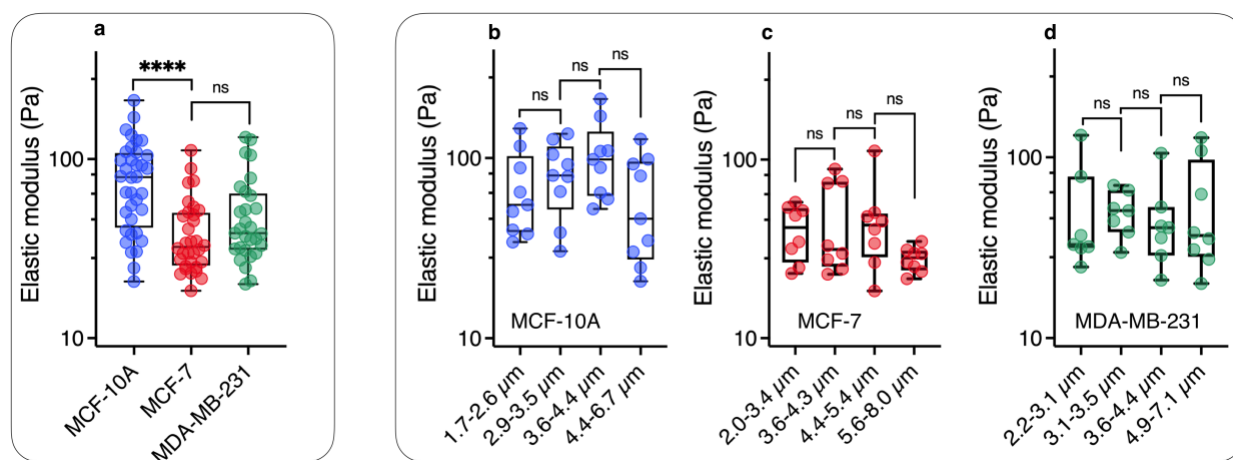 a
Elastic modulus (Pa)
100
10
****
ns
MCF-10A
MCF-7
MDA-MB-231
b
Elastic modulus (Pa)
100
10
ns
ns
ns
MCF-10A
1.7-2.6 µm
2.9-3.5 µm
3.6-4.4 µm
4.4-6.7 µm
c
Elastic modulus (Pa)
100
10
ns
ns
ns
MCF-7
2.0-3.4 µm
3.6-4.3 µm
4.4-5.4 µm
5.6-8.0 µm
d
Elastic modulus (Pa)
100
10
ns
ns
ns
MDA-MB-231
2.2-3.1 µm
3.1-3.5 µm
3.6-4.4 µm
4.9-7.1 µm